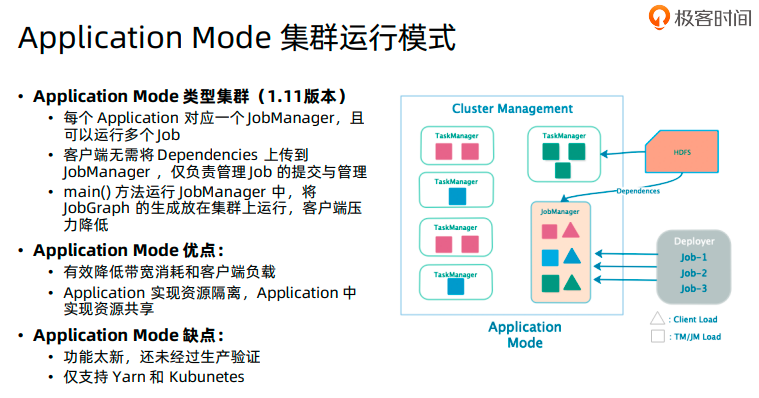 极客时间
Application Mode 集群运行模式
• Application Mode 类型集群（1.11版本）
• 每个 Application 对应一个 JobManager，且
可以运行多个 Job
• 客户端无需将 Dependencies 上传到
JobManager ，仅负责管理 Job 的提交与管理
• main() 方法运行 JobManager 中，将
JobGraph 的生成放在集群上运行，客户端压
力降低
• Application Mode 优点：
• 有效降低带宽消耗和客户端负载
• Application 实现资源隔离，Application 中
实现资源共享
• Application Mode 缺点：
• 功能太新，还未经过生产验证
• 仅支持 Yarn 和 Kubunetes
Cluster Management
TaskManager
TaskManager
TaskManager
TaskManager
TaskManager
JobManager
HDFS
Dependences
Deployer
Job-1
Job-2
Job-3
Application
Mode
: Client Load
: TM/JM Load